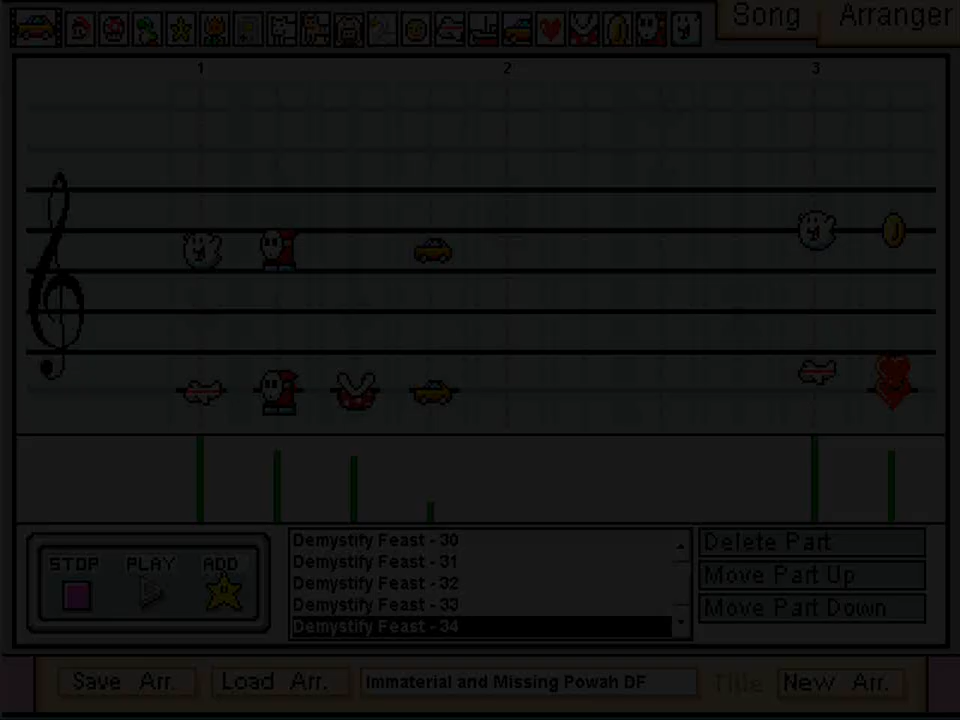 Song Arranger
1 2 3
STOP PLAY ADD
Demystify Feast - 30
Demystify Feast - 31
Demystify Feast - 32
Demystify Feast - 33
Demystify Feast - 34
Delete Part
Move Part Up
Move Part Down
Save Arr. Load Arr. Immaterial and Missing Powah DF Title New Arr.